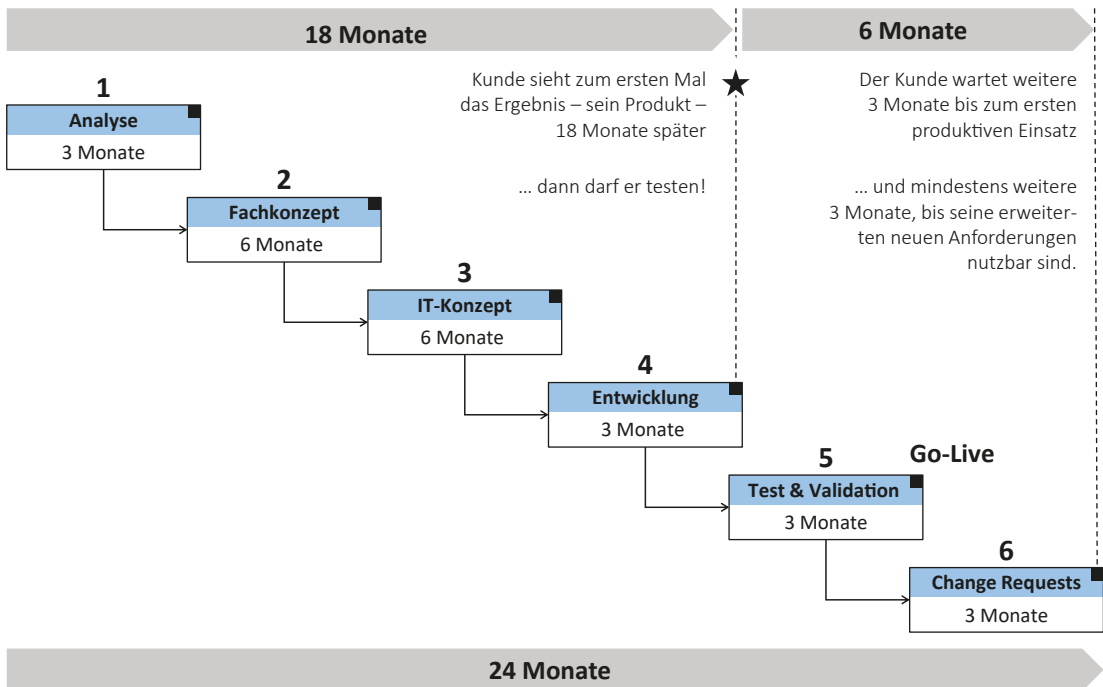 18 Monate
6 Monate
Kunde sieht zum ersten Mal
das Ergebnis – sein Produkt –
18 Monate später
... dann darf er testen!
Der Kunde wartet weitere
3 Monate bis zum ersten
produktiven Einsatz
... und mindestens weitere
3 Monate, bis seine erweiter-
ten neuen Anforderungen
nutzbar sind.
1
Analyse
3 Monate
2
Fachkonzept
6 Monate
3
IT-Konzept
6 Monate
4
Entwicklung
3 Monate
5
Go-Live
Test & Validation
3 Monate
6
Change Requests
3 Monate
24 Monate